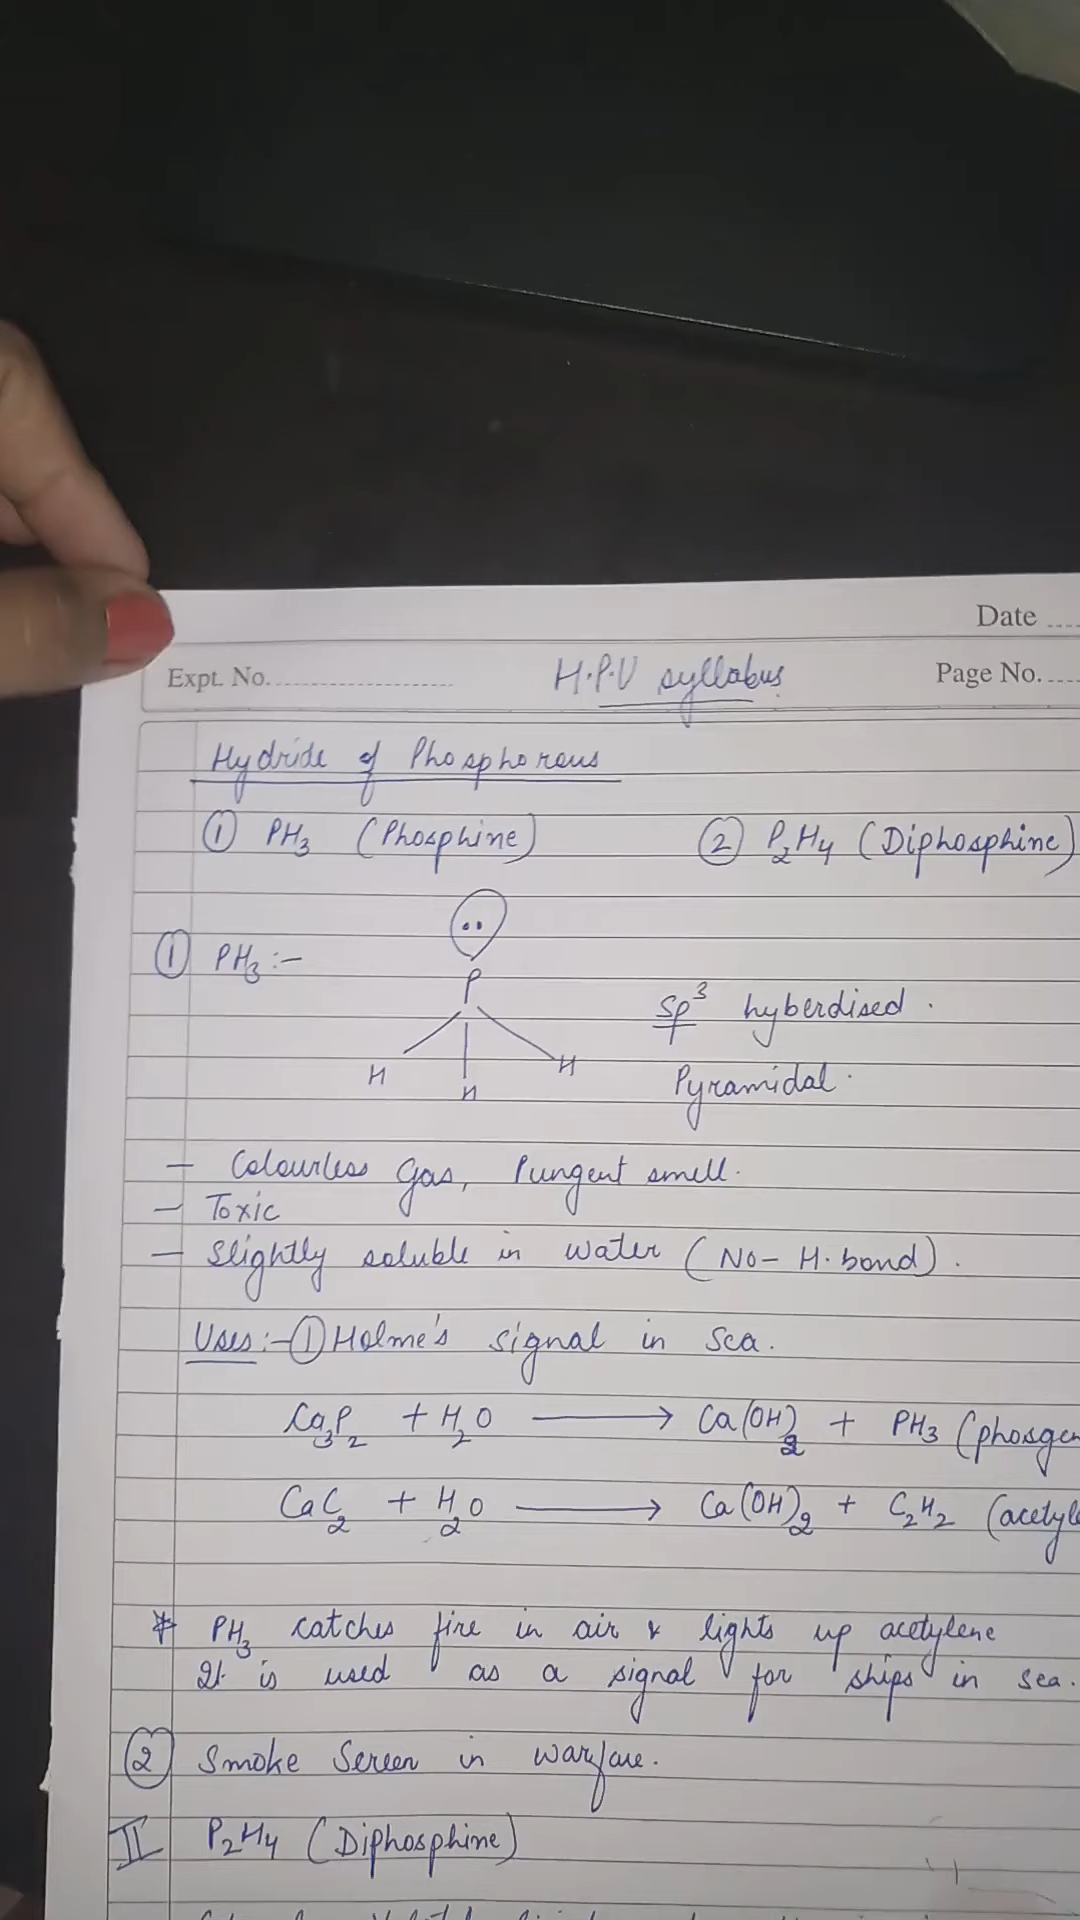 Date ....
Expt. No. ........................ H.P.U syllabus Page No. ....
Hydride of Phosphorous
① PH₃ (Phosphine) ② P₂H₄ (Diphosphine)
① PH₃ :-
P
sp³ hyberdised.
H H H
Pyramidal.
- Colourless gas, Pungent smell.
- Toxic
- Slightly soluble in water (No- H. bond).
Uses :- ① Holme's signal in sea.
Ca₃P₂ + H₂O ⟶ Ca(OH)₂ + PH₃ (phosgen
CaC₂ + H₂O ⟶ Ca(OH)₂ + C₂H₂ (acetyle
* PH₃ catches fire in air & lights up acetylene
It is used as a signal for ships in sea.
② Smoke Screen in warfare.
II P₂H₄ (Diphosphine)